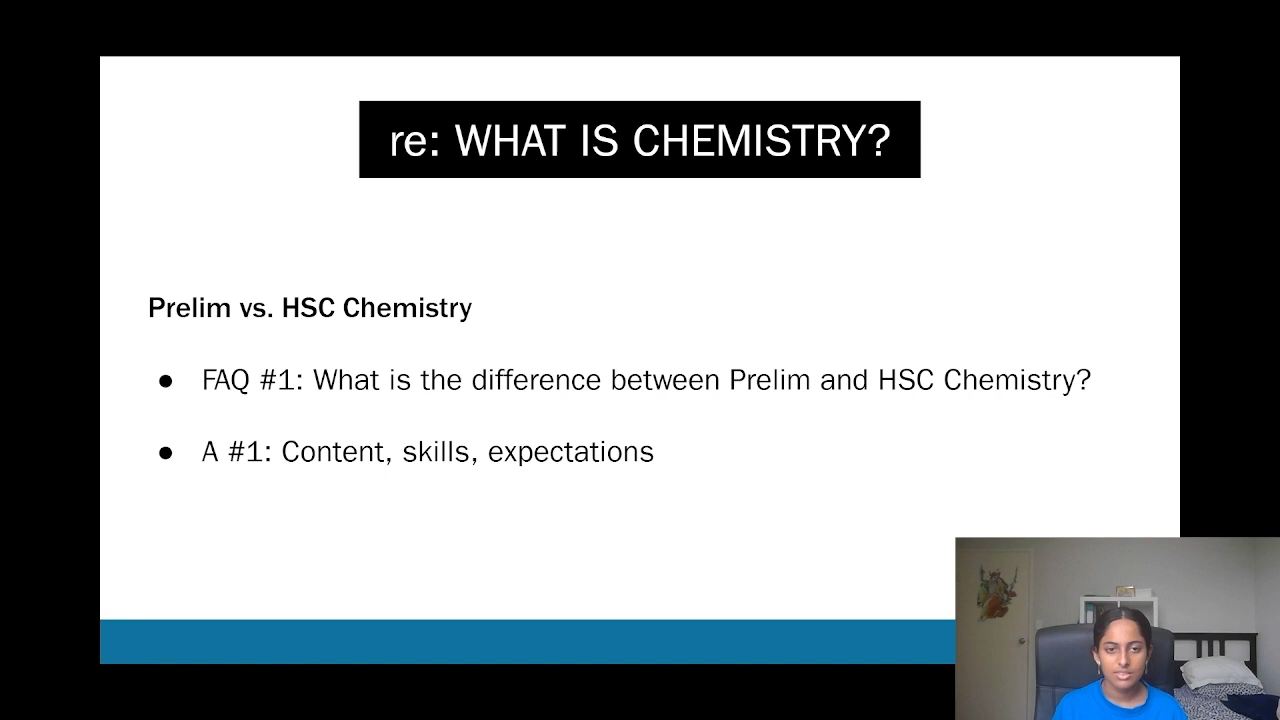 re: WHAT IS CHEMISTRY?
Prelim vs. HSC Chemistry
● FAQ #1: What is the difference between Prelim and HSC Chemistry?
● A #1: Content, skills, expectations